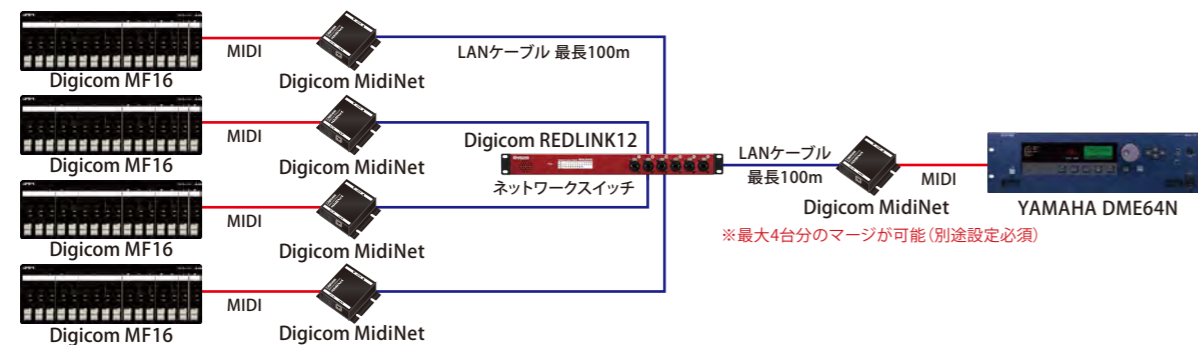 MIDI
LANケーブル 最長100m
Digicom MF16
Digicom MidiNet
MIDI
Digicom MF16
Digicom MidiNet
Digicom REDLINK12
ネットワークスイッチ
LANケーブル
最長100m
MIDI
Digicom MidiNet
YAMAHA DME64N
※最大4台分のマージが可能（別途設定必須）
MIDI
Digicom MF16
Digicom MidiNet
MIDI
Digicom MF16
Digicom MidiNet